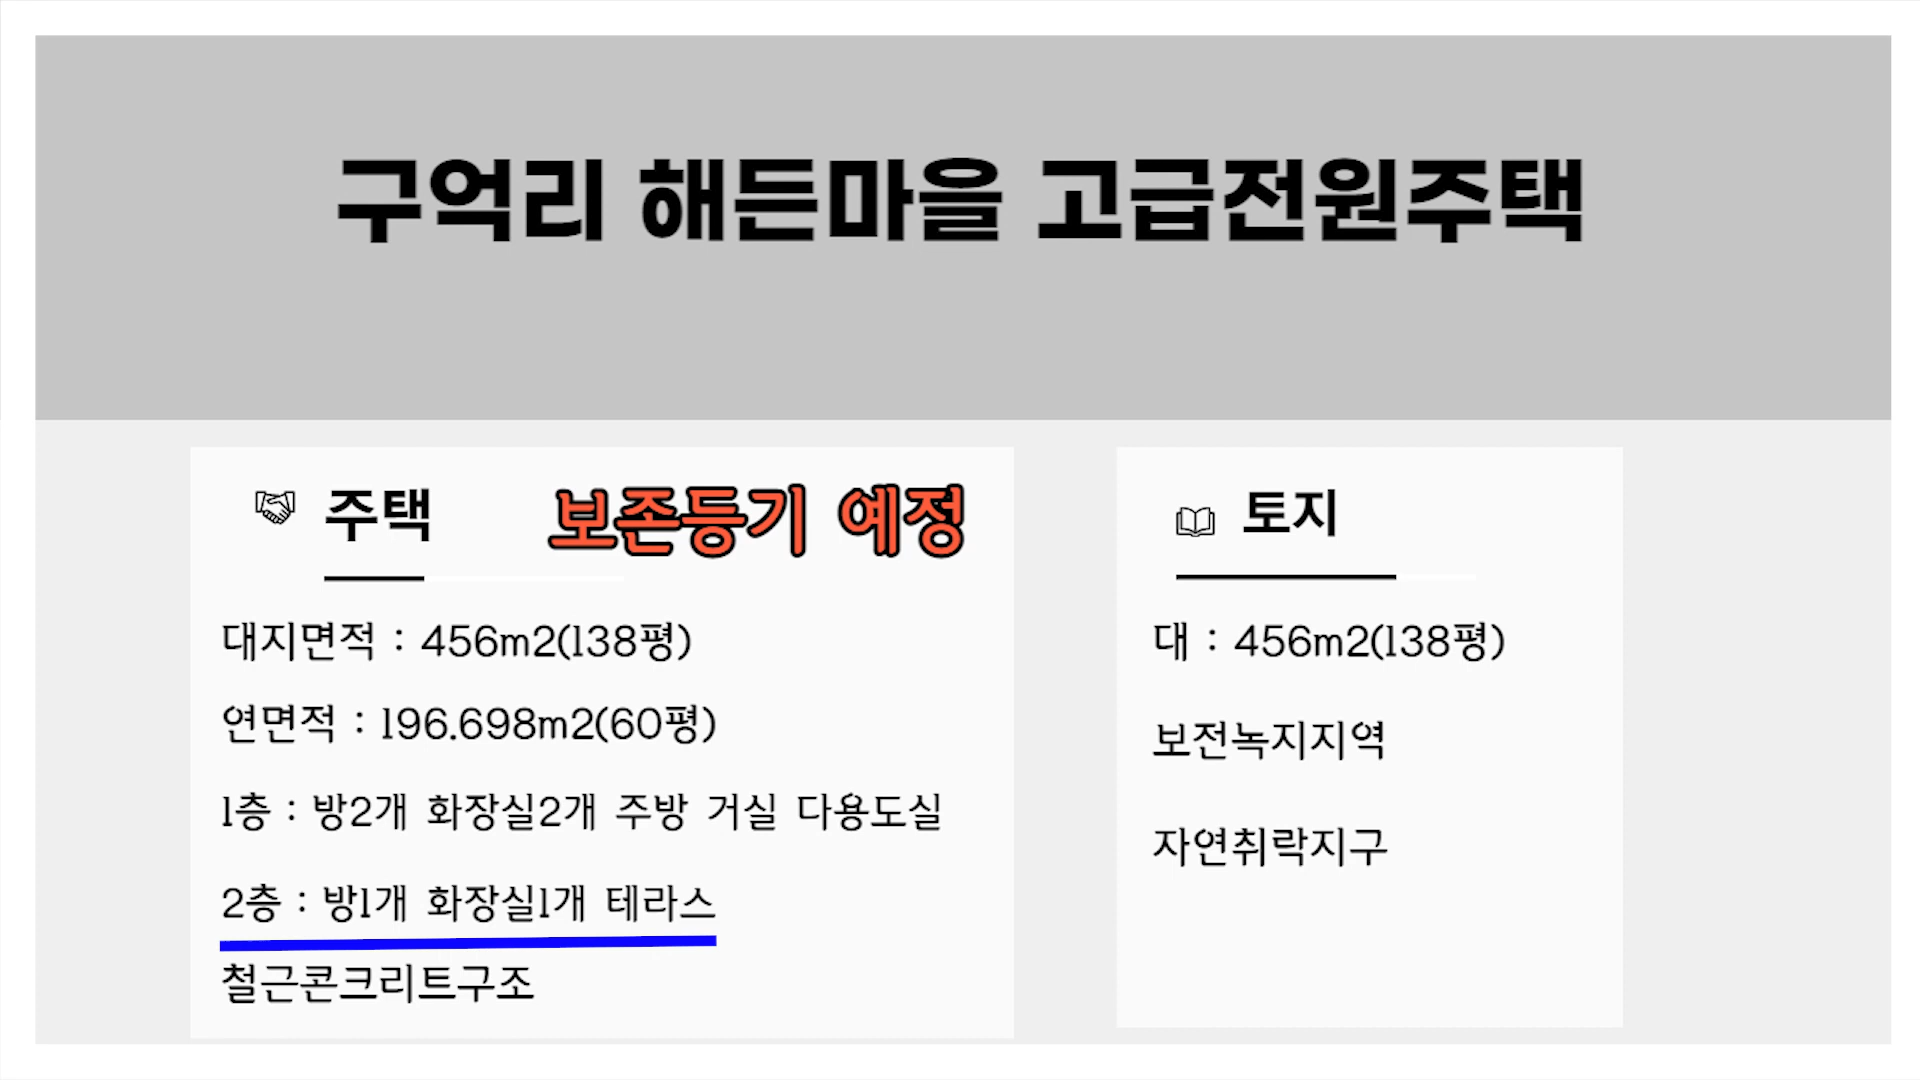 구억리 해든마을 고급전원주택
주택
보존등기 예정
대지면적 : 456m2(138평)
연면적 : 196.698m2(60평)
1층 : 방2개 화장실2개 주방 거실 다용도실
2층 : 방1개 화장실1개 테라스
철근콘크리트구조
토지
대 : 456m2(138평)
보전녹지지역
자연취락지구